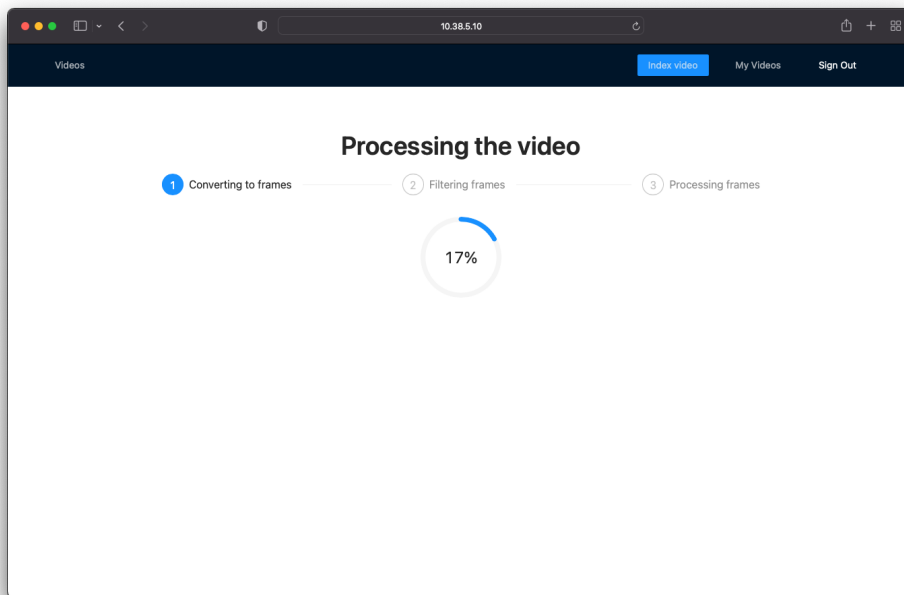 10.38.5.10
Videos
Index video
My Videos
Sign Out
Processing the video
1 Converting to frames
2 Filtering frames
3 Processing frames
17%